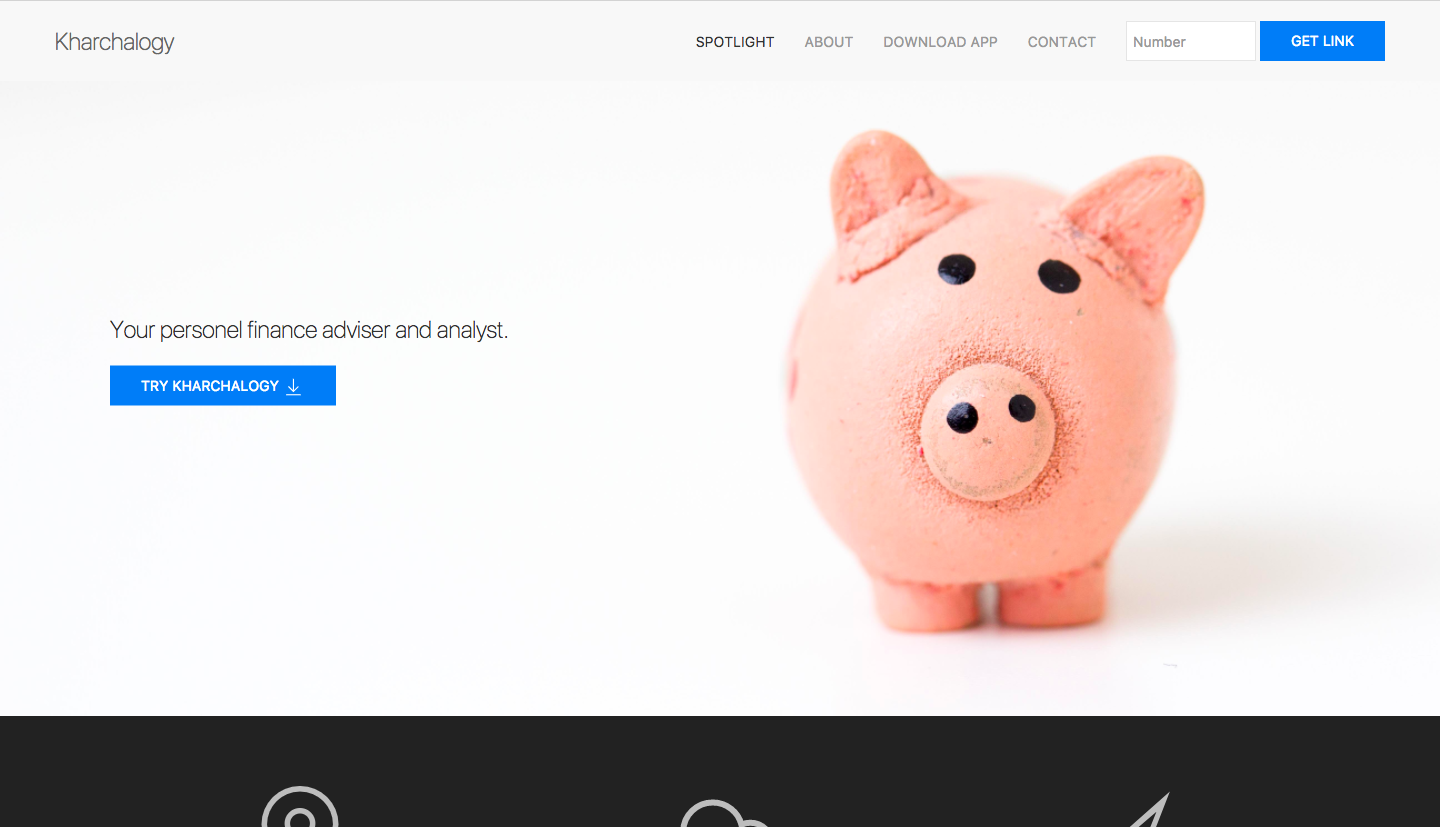 Kharchalogy
SPOTLIGHT ABOUT DOWNLOAD APP CONTACT Number GET LINK
Your personel finance adviser and analyst.
TRY KHARCHALOGY